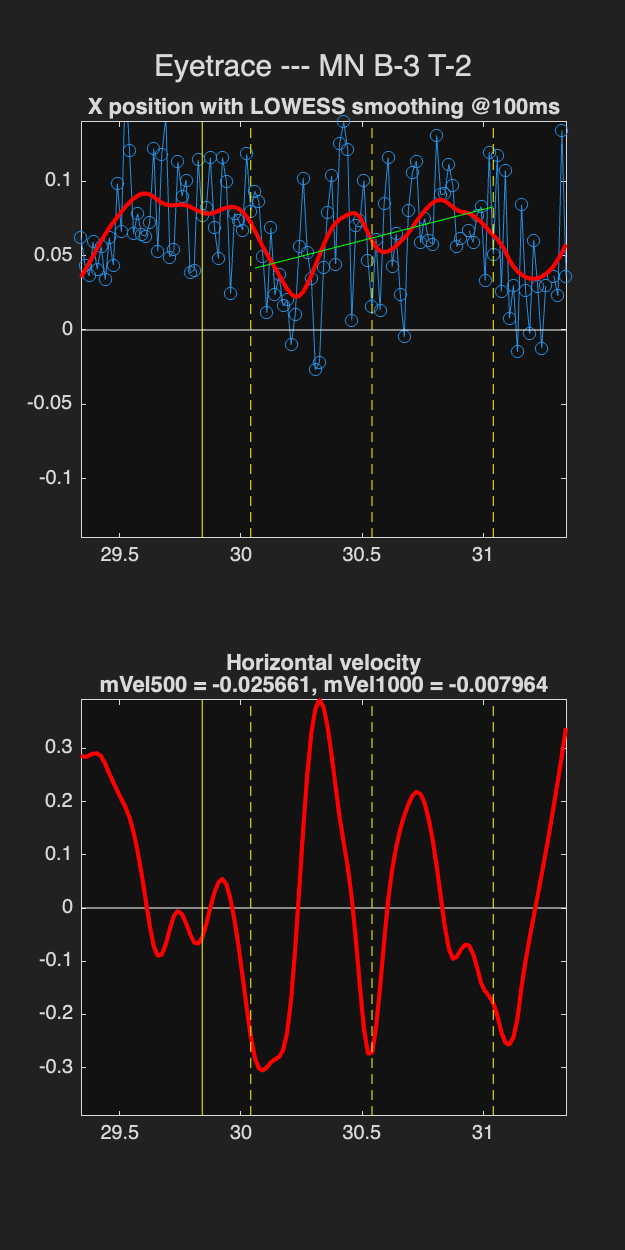 Eyetrace --- MN B-3 T-2
X position with LOWESS smoothing @100ms
0.1
0.05
0
-0.05
-0.1
29.5 30 30.5 31
Horizontal velocity
mVel500 = -0.025661, mVel1000 = -0.007964
0.3
0.2
0.1
0
-0.1
-0.2
-0.3
29.5 30 30.5 31